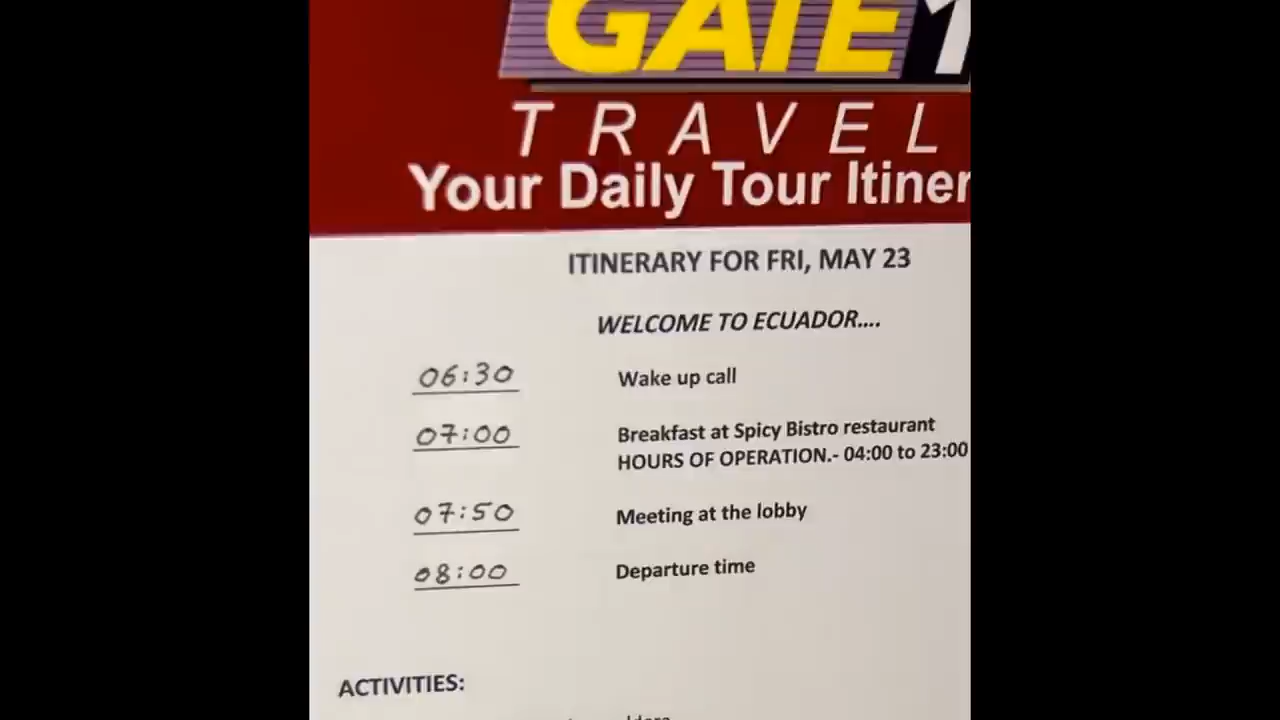 GATE 1
TRAVEL
Your Daily Tour Itiner
ITINERARY FOR FRI, MAY 23
WELCOME TO ECUADOR....
06:30 Wake up call
07:00 Breakfast at Spicy Bistro restaurant
HOURS OF OPERATION.- 04:00 to 23:00
07:50 Meeting at the lobby
08:00 Departure time
ACTIVITIES: